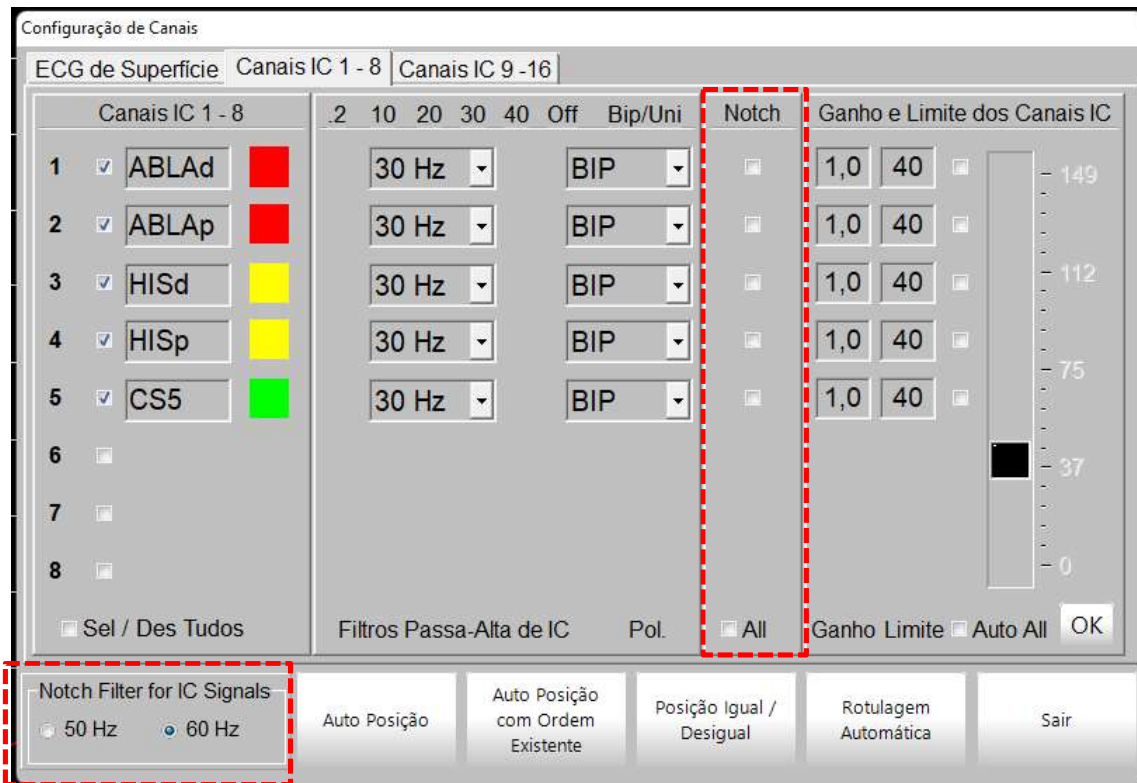 Configuração de Canais
ECG de Superfície Canais IC 1 - 8 Canais IC 9 -16
Canais IC 1 - 8 .2 10 20 30 40 Off Bip/Uni Notch Ganho e Limite dos Canais IC
1 ABLAd 30 Hz BIP 1,0 40 149
2 ABLAp 30 Hz BIP 1,0 40
3 HISd 30 Hz BIP 1,0 40 112
4 HISp 30 Hz BIP 1,0 40
75
5 CS5 30 Hz BIP 1,0 40
6 37
7
8 0
Sel / Des Tudos Filtros Passa-Alta de IC Pol. All Ganho Limite Auto All OK
Notch Filter for IC Signals
50 Hz 60 Hz
Auto Posição
Auto Posição
com Ordem
Existente
Posição Igual /
Desigual
Rotulagem
Automática
Sair